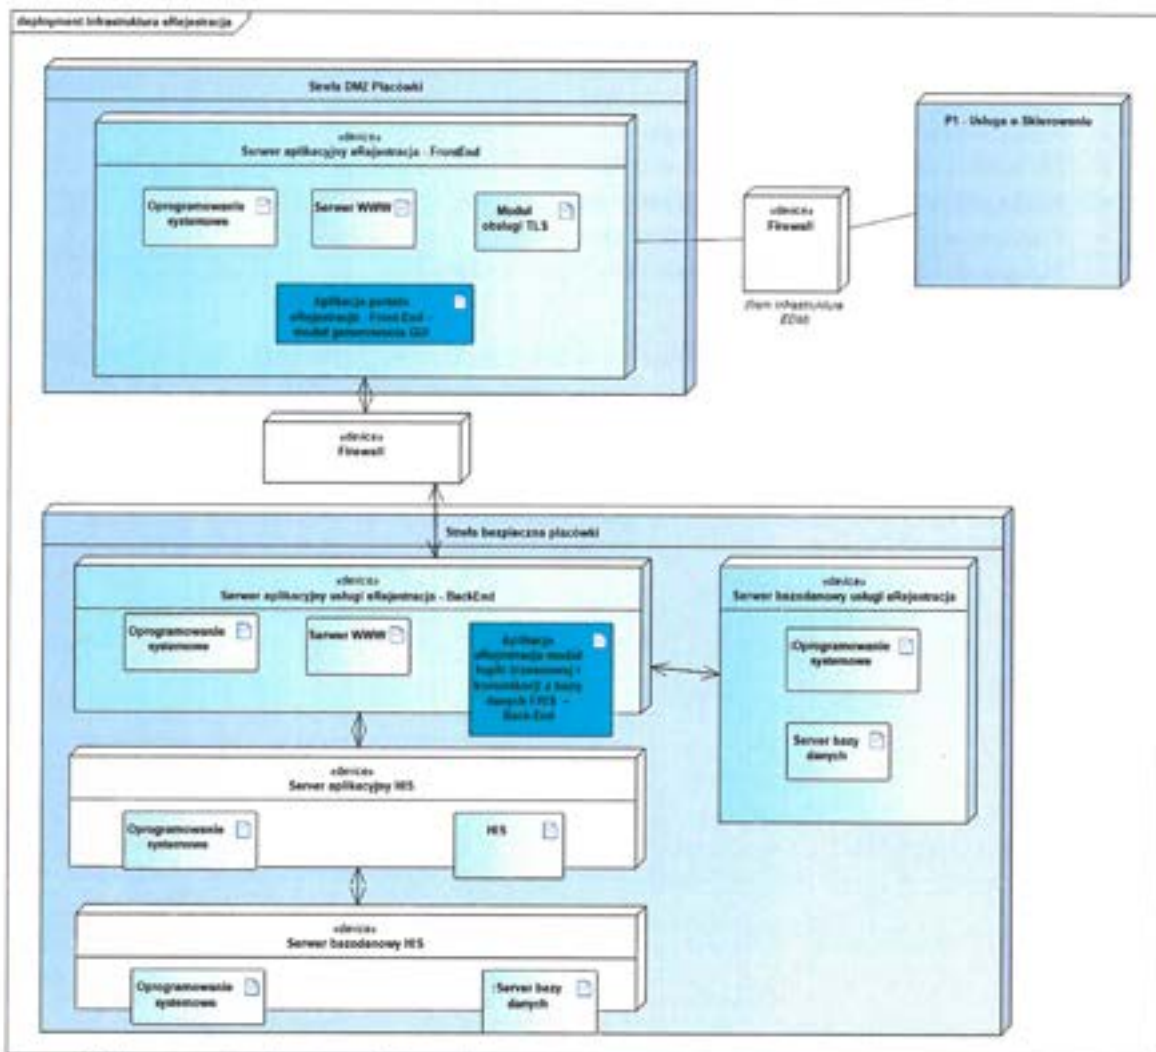 deployment Infrastruktura eRejestracja
Strefa DMZ Placówki
«device»
Serwer aplikacyjny eRejestracja - FrontEnd
Oprogramowanie
systemowe
Serwer WWW
Moduł
obsługi TLS
Aplikacja portalu
eRejestracja - Front-End -
moduł generowania GUI
«device»
Firewall
(from Infrastruktura
EDM)
P1 - Usługa e-Skierowanie
«device»
Firewall
Strefa bezpieczna placówki
«device»
Serwer aplikacyjny usługi eRejestracja - BackEnd
Oprogramowanie
systemowe
Serwer WWW
Aplikacja
eRejestracja moduł
logiki biznesowej i
komunikacji z bazą
danych
Back-End
«device»
Serwer bazodanowy usługi eRejestracja
:Oprogramowanie
systemowe
Serwer bazy
danych
«device»
Serwer aplikacyjny HIS
Oprogramowanie
systemowe
HIS
«device»
Serwer bazodanowy HIS
Oprogramowanie
systemowe
:Serwer bazy
danych